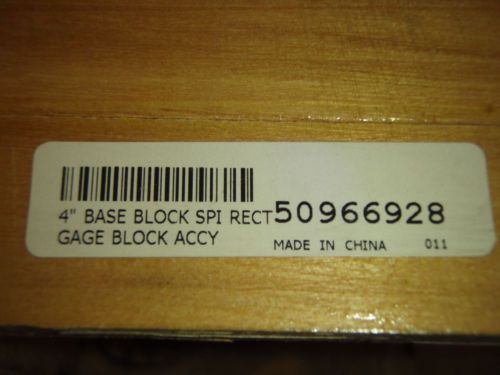 4" BASE BLOCK SPI RECT 50966928
GAGE BLOCK ACCY MADE IN CHINA 011